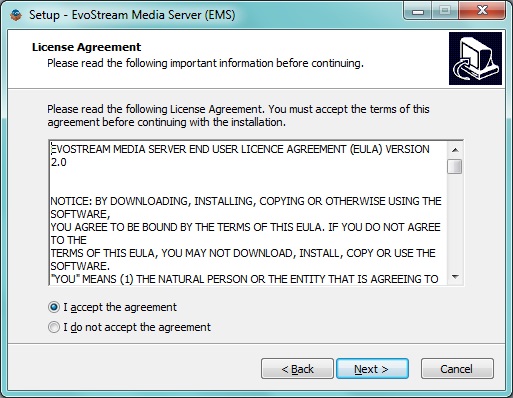 Setup - EvoStream Media Server (EMS)
License Agreement
Please read the following important information before continuing.
Please read the following License Agreement. You must accept the terms of this
agreement before continuing with the installation.
EVOSTREAM MEDIA SERVER END USER LICENCE AGREEMENT (EULA) VERSION
2.0
NOTICE: BY DOWNLOADING, INSTALLING, COPYING OR OTHERWISE USING THE
SOFTWARE,
YOU AGREE TO BE BOUND BY THE TERMS OF THIS EULA. IF YOU DO NOT AGREE
TO THE
TERMS OF THIS EULA, YOU MAY NOT DOWNLOAD, INSTALL, COPY OR USE THE
SOFTWARE.
"YOU" MEANS (1) THE NATURAL PERSON OR THE ENTITY THAT IS AGREEING TO
I accept the agreement
I do not accept the agreement
< Back
Next >
Cancel